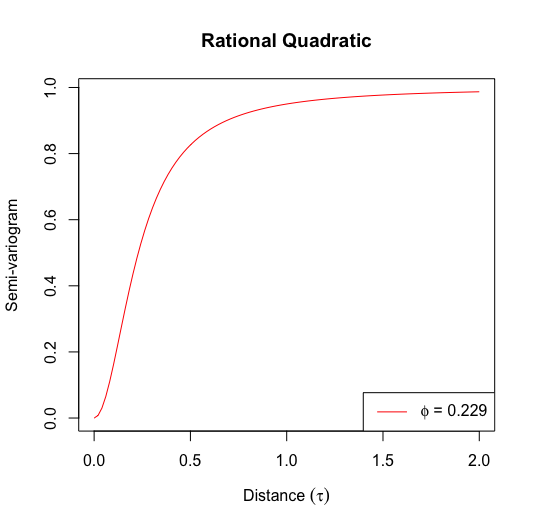 Rational Quadratic
Semi-variogram
1.0
0.8
0.6
0.4
0.2
0.0
ϕ = 0.229
0.0 0.5 1.0 1.5 2.0
Distance (τ)